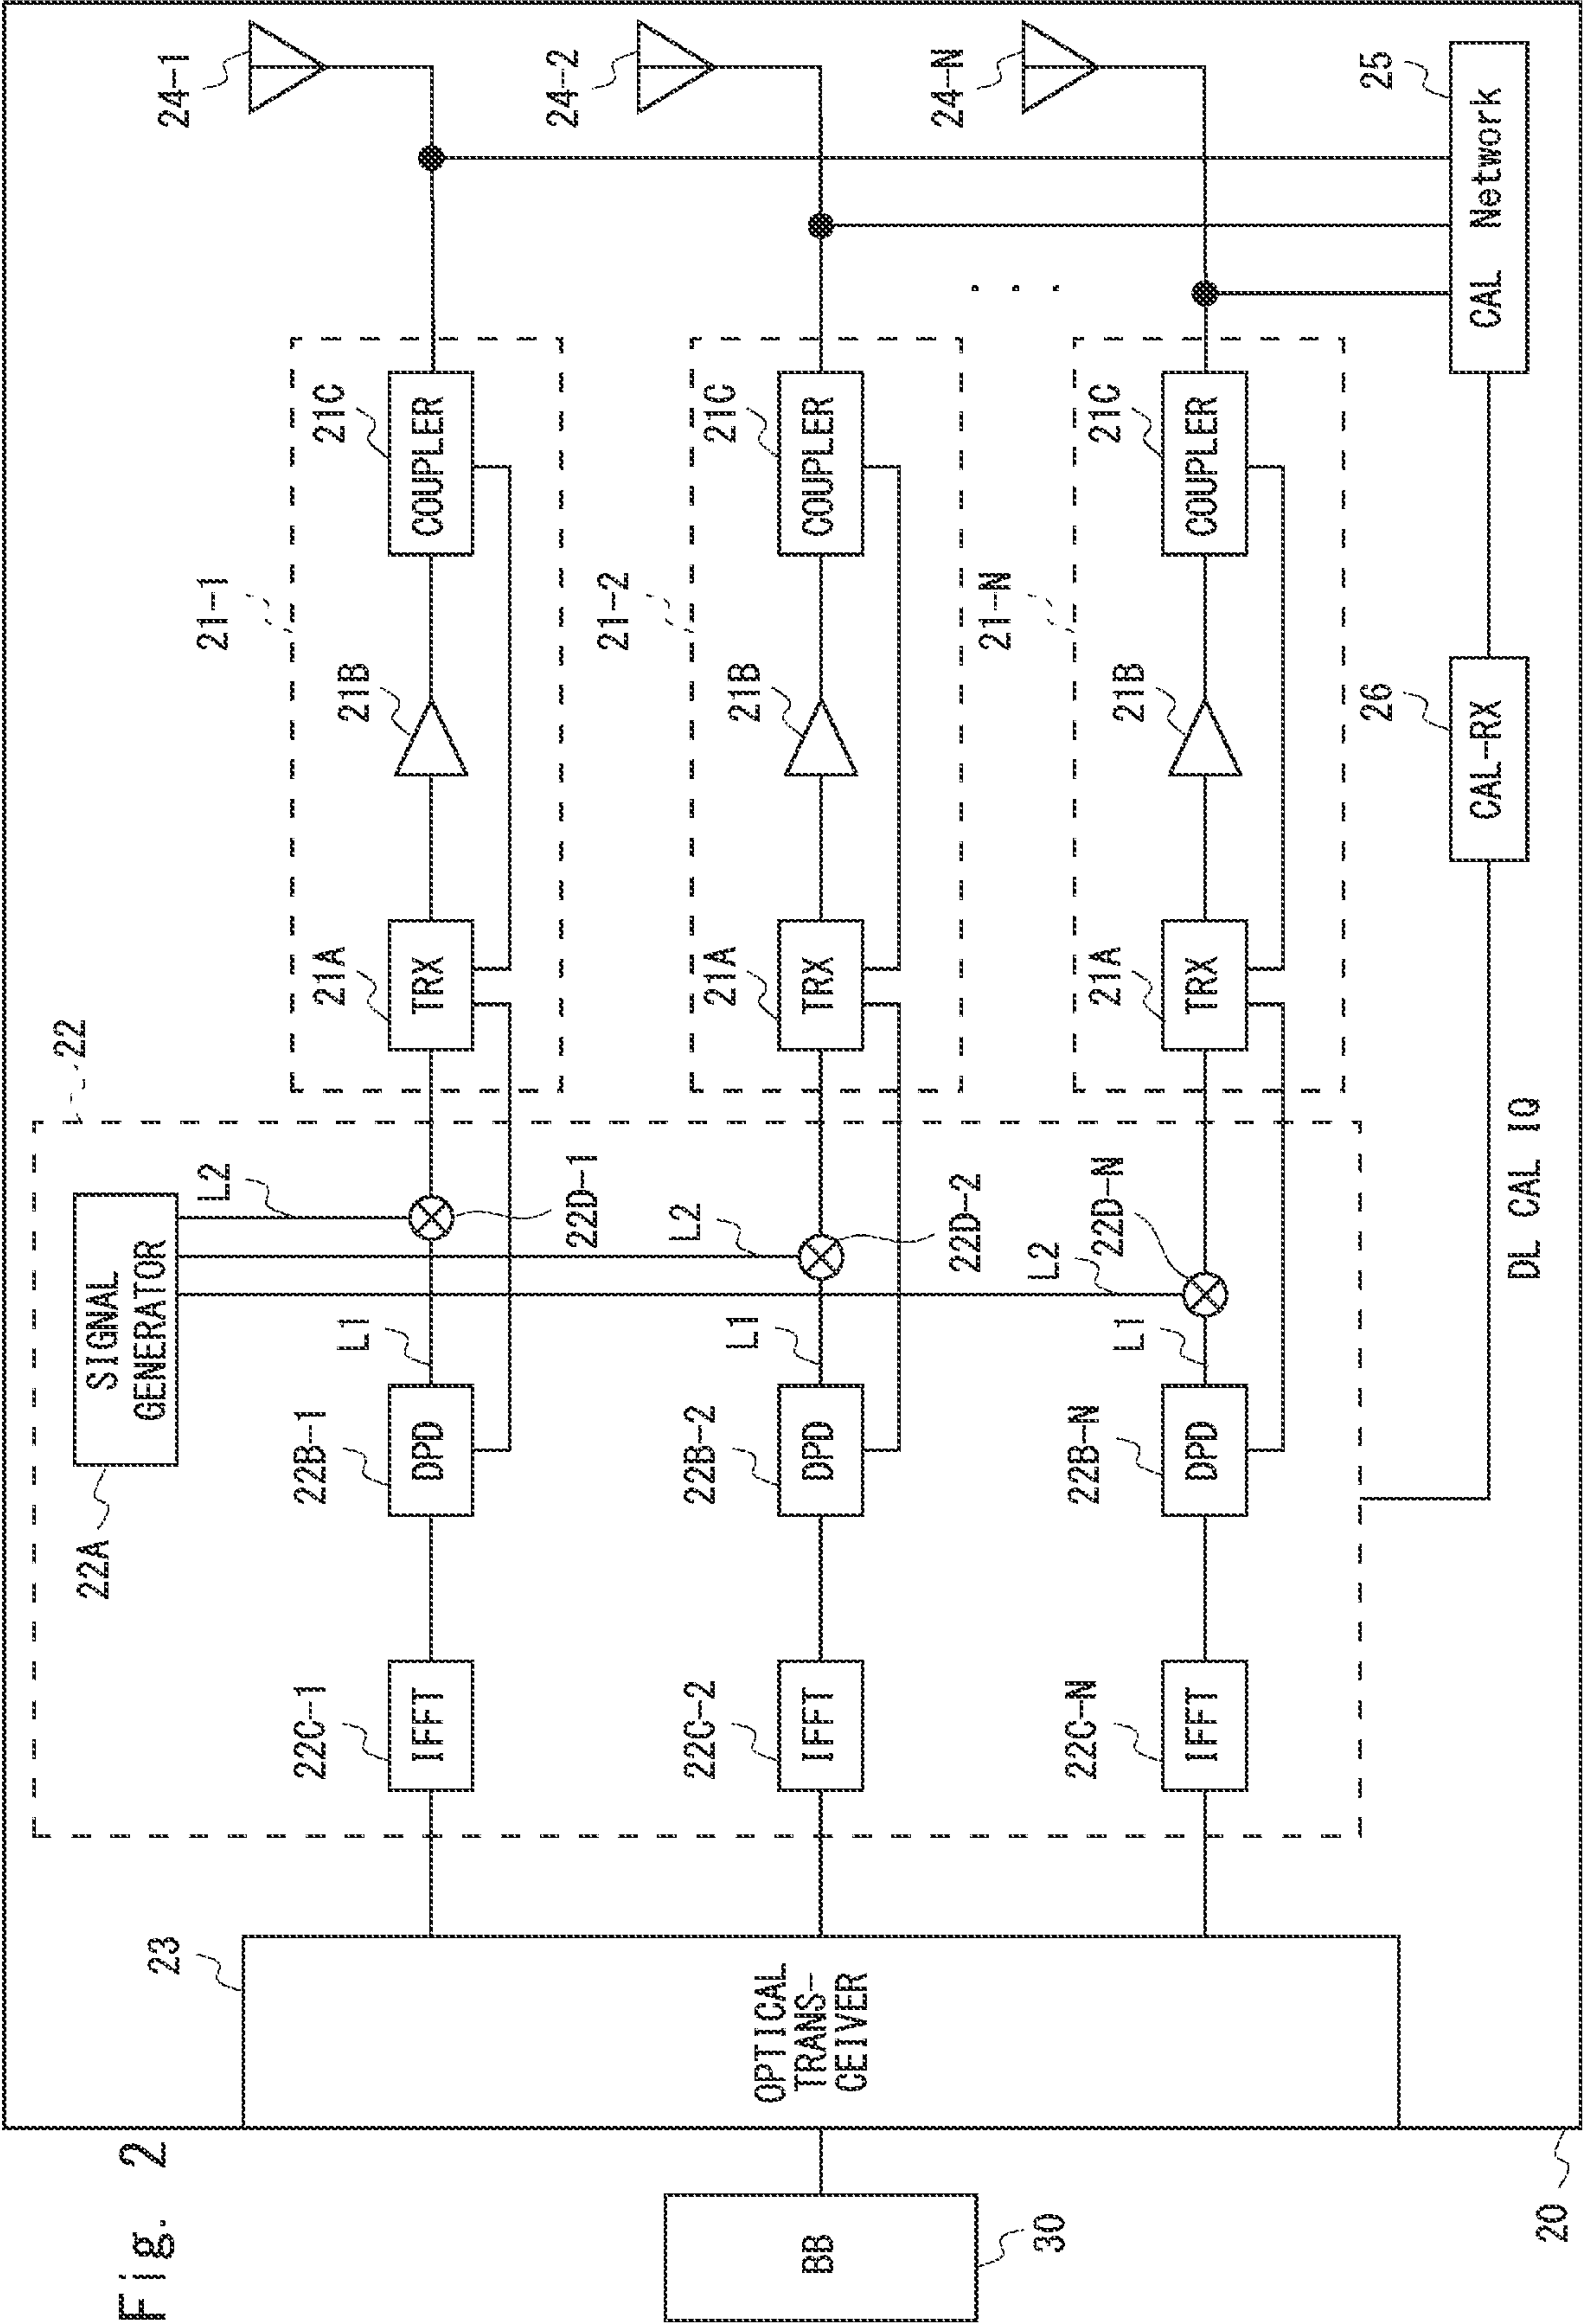 Fig. 2
20
30
BB
23
OPTICAL
TRANS-
CEIVER
22
22A
SIGNAL
GENERATOR
22C-1
IFFT
22B-1
DPD
L1
L2
22D-1
21-1
21A
TRX
21B
21C
COUPLER
24-1
22C-2
IFFT
22B-2
DPD
L1
L2
22D-2
21-2
21A
TRX
21B
21C
COUPLER
24-2
22C-N
IFFT
22B-N
DPD
L1
L2
22D-N
21-N
21A
TRX
21B
21C
COUPLER
24-N
. . .
DL CAL IQ
26
CAL-RX
25
CAL Network